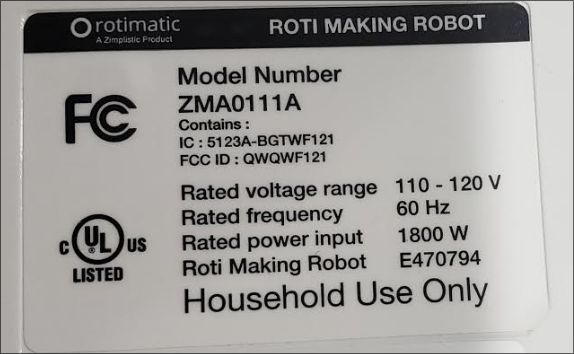 rotimatic
A Zimplistic Product
ROTI MAKING ROBOT
Model Number
ZMA0111A
Contains :
IC : 5123A-BGTWF121
FCC ID : QWQWF121
FC
Rated voltage range 110 - 120 V
Rated frequency 60 Hz
Rated power input 1800 W
Roti Making Robot E470794
C UL US
LISTED
Household Use Only